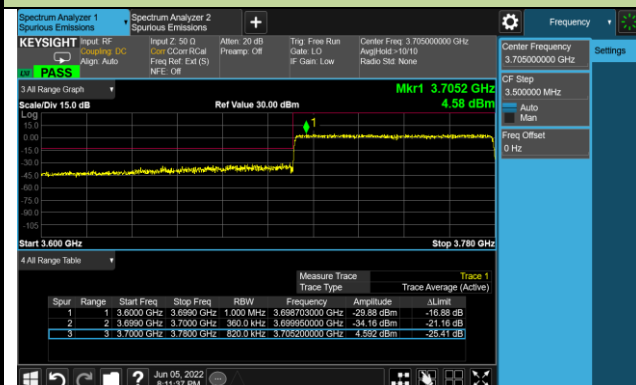 Spectrum Analyzer 1
Spurious Emissions
Spectrum Analyzer 2
Spurious Emissions
+
Frequency
KEYSIGHT
Input: RF
Coupling: DC
Align: Auto
Input Z: 50 Ω
Corr CCorr RCal
Freq Ref: Ext (S)
NFE: Off
Atten: 20 dB
Preamp: Off
Trig: Free Run
Gate: LO
IF Gain: Low
Center Freq: 3.705000000 GHz
Avg|Hold:>10/10
Radio Std: None
PASS
Center Frequency
3.705000000 GHz
Settings
CF Step
3.500000 MHz
Auto
Man
Freq Offset
0 Hz
3 All Range Graph
Mkr1 3.7052 GHz
Scale/Div 15.0 dB
Ref Value 30.00 dBm
4.58 dBm
Log
15.0
0.00
-15.0
-30.0
-45.0
-60.0
-75.0
-90.0
-105
1
Start 3.600 GHz
Stop 3.780 GHz
4 All Range Table
Measure Trace Trace 1
Trace Type Trace Average (Active)
Spur Range Start Freq Stop Freq RBW Frequency Amplitude ΔLimit
1 1 3.6000 GHz 3.6990 GHz 1.000 MHz 3.698703000 GHz -29.88 dBm -16.88 dB
2 2 3.6990 GHz 3.7000 GHz 360.0 kHz 3.699950000 GHz -34.16 dBm -21.16 dB
3 3 3.7000 GHz 3.7800 GHz 820.0 kHz 3.705200000 GHz 4.592 dBm -25.41 dB
?
Jun 05, 2022
8:11:37 PM